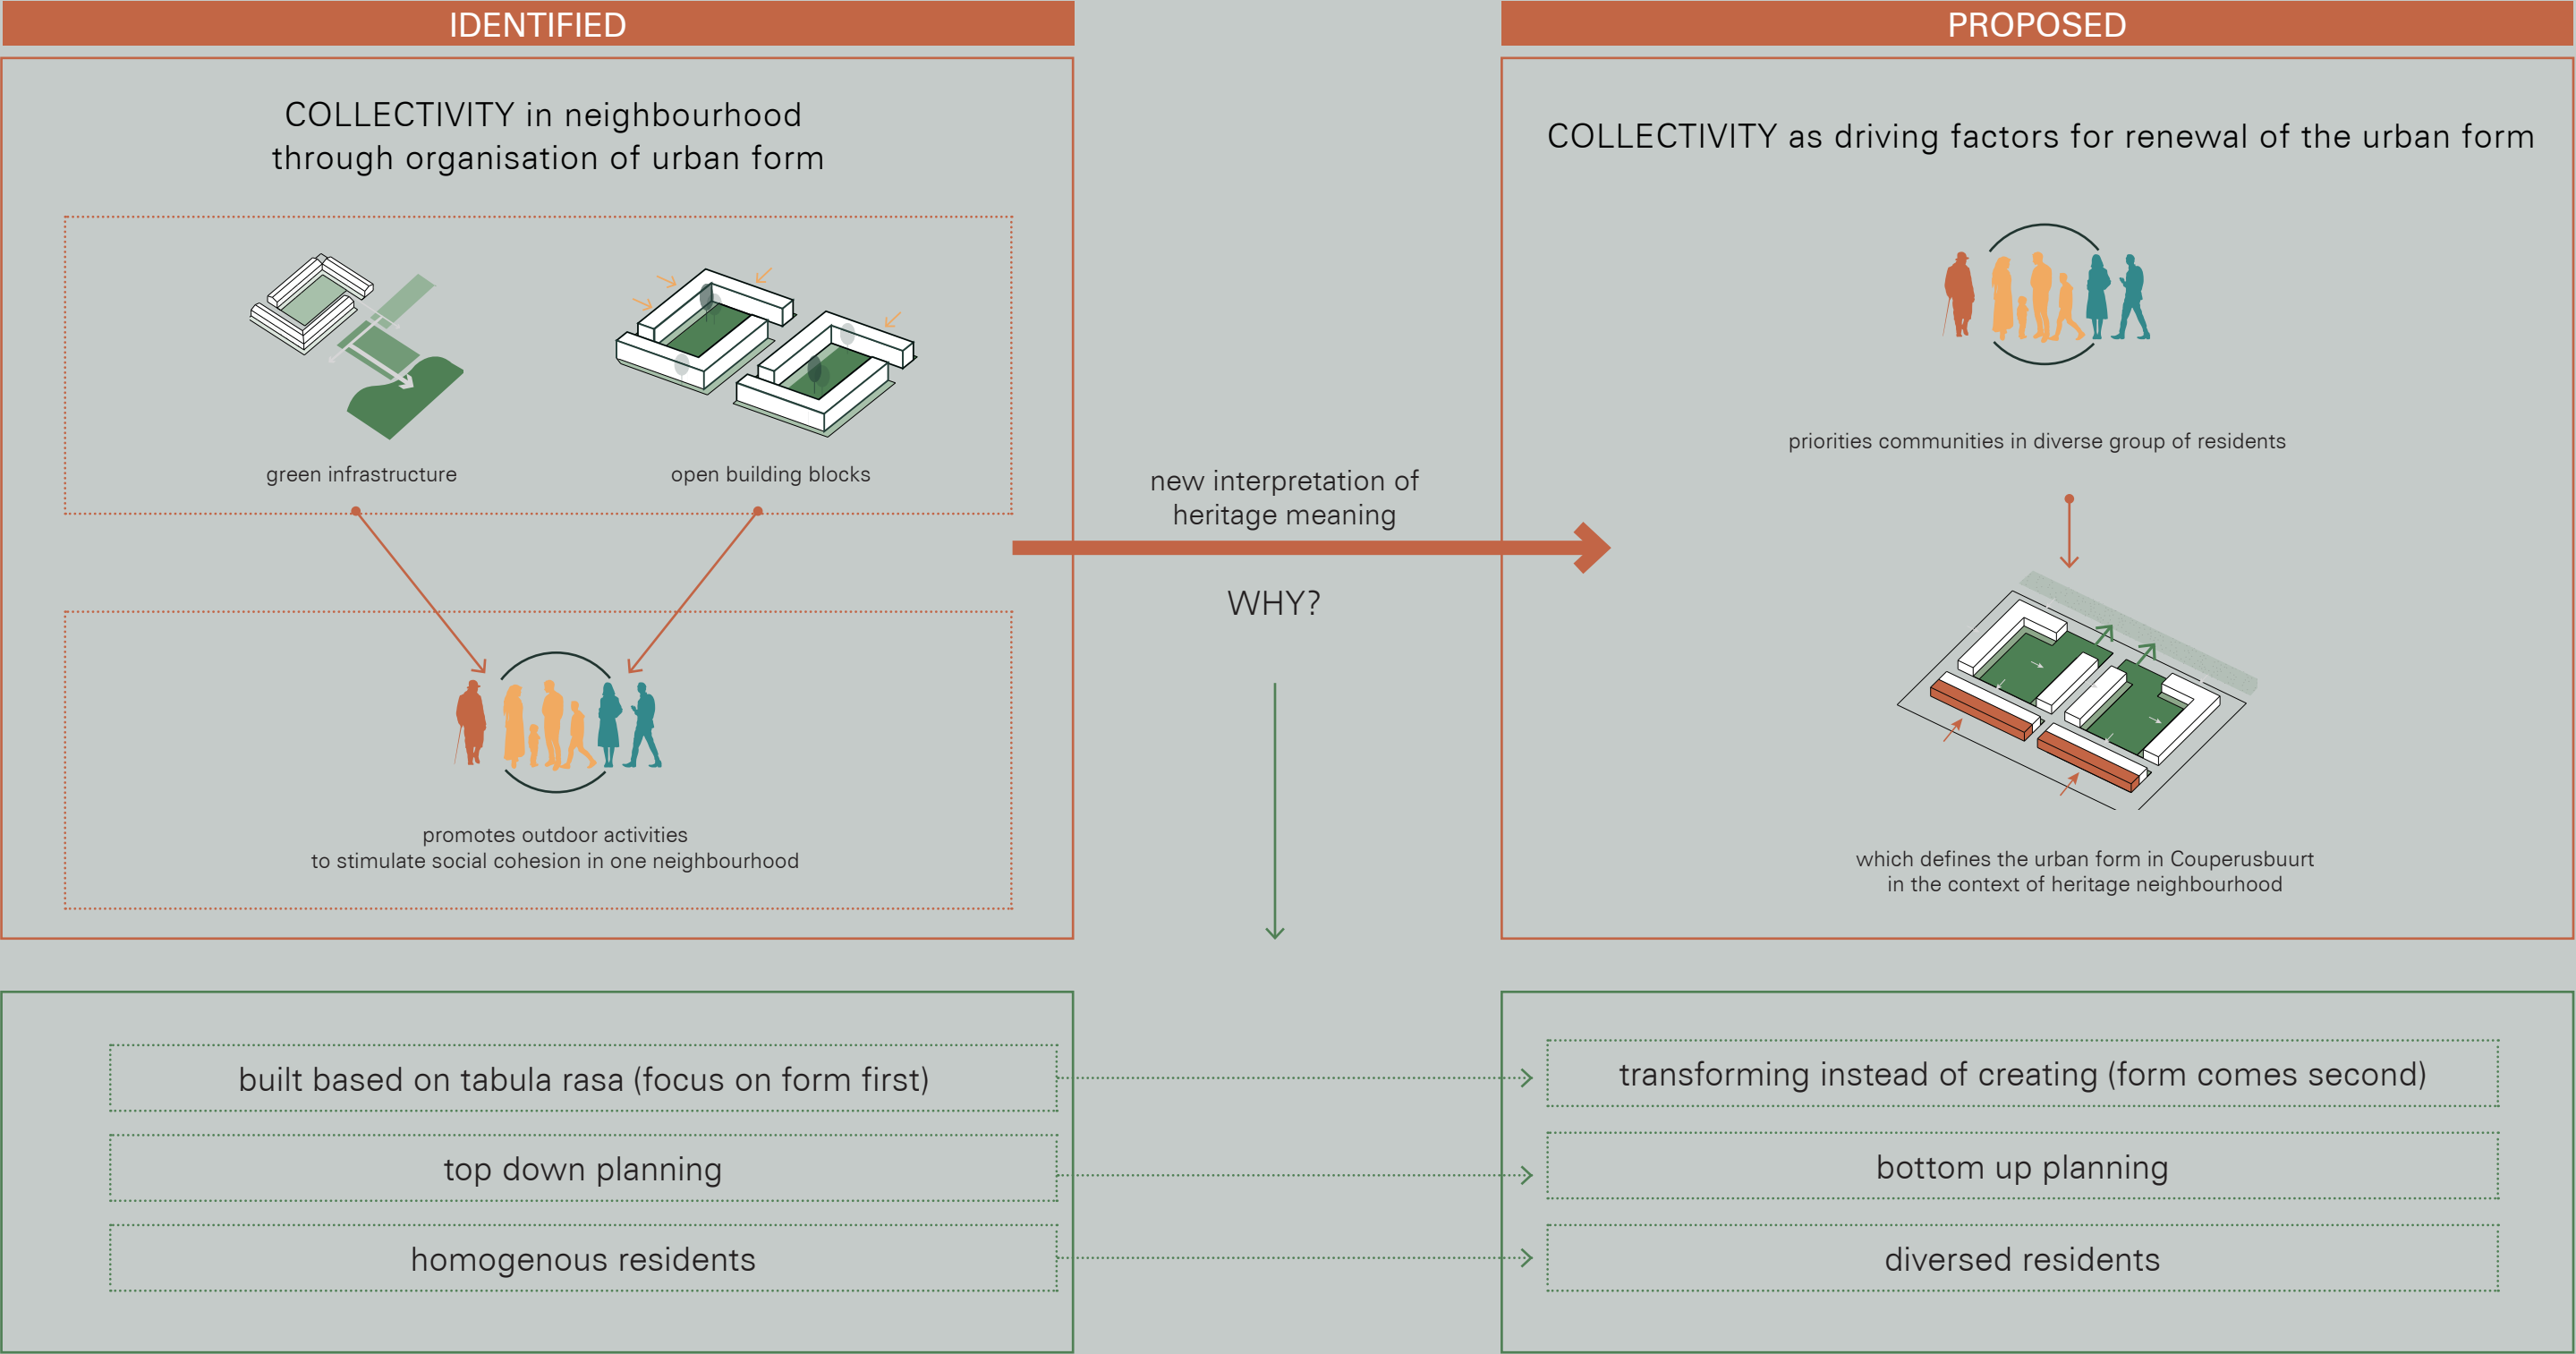 IDENTIFIED
COLLECTIVITY in neighbourhood
through organisation of urban form
green infrastructure
open building blocks
promotes outdoor activities
to stimulate social cohesion in one neighbourhood
new interpretation of
heritage meaning
WHY?
PROPOSED
COLLECTIVITY as driving factors for renewal of the urban form
priorities communities in diverse group of residents
which defines the urban form in Couperusbuurt
in the context of heritage neighbourhood
built based on tabula rasa (focus on form first)
transforming instead of creating (form comes second)
top down planning
bottom up planning
homogenous residents
diversed residents